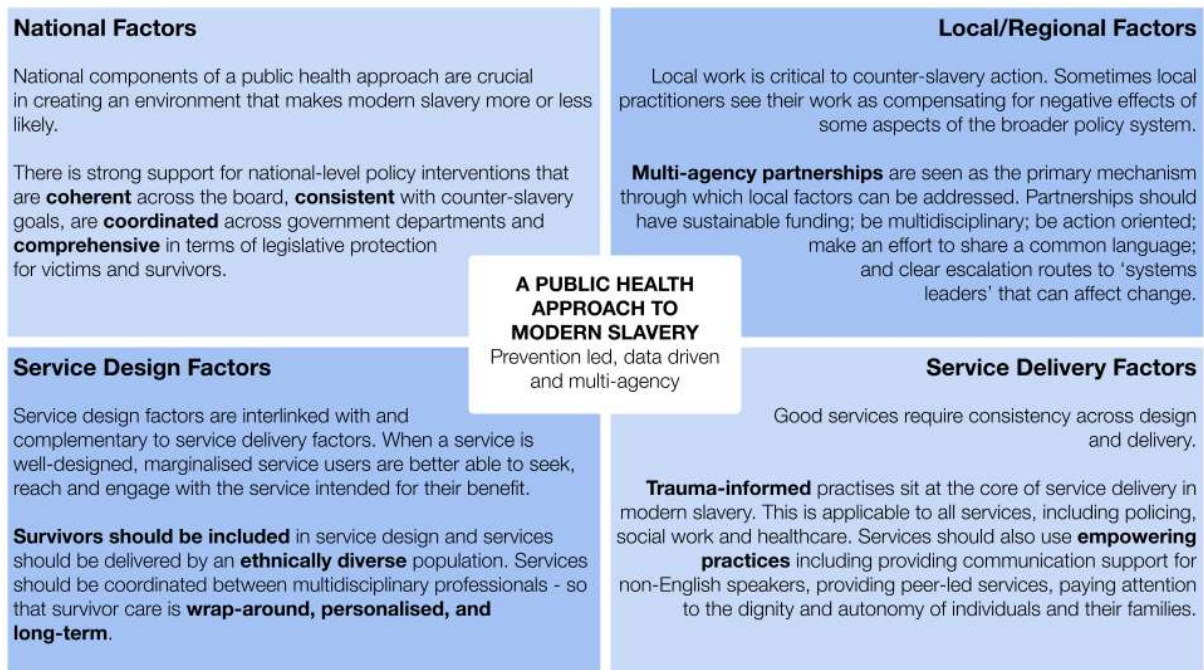 National Factors
National components of a public health approach are crucial
in creating an environment that makes modern slavery more or less
likely.
There is strong support for national-level policy interventions that
are coherent across the board, consistent with counter-slavery
goals, are coordinated across government departments and
comprehensive in terms of legislative protection
for victims and survivors.
Local/Regional Factors
Local work is critical to counter-slavery action. Sometimes local
practitioners see their work as compensating for negative effects of
some aspects of the broader policy system.
Multi-agency partnerships are seen as the primary mechanism
through which local factors can be addressed. Partnerships should
have sustainable funding; be multidisciplinary; be action oriented;
make an effort to share a common language;
and clear escalation routes to ‘systems
leaders’ that can affect change.
A PUBLIC HEALTH
APPROACH TO
MODERN SLAVERY
Prevention led, data driven
and multi-agency
Service Design Factors
Service design factors are interlinked with and
complementary to service delivery factors. When a service is
well-designed, marginalised service users are better able to seek,
reach and engage with the service intended for their benefit.
Survivors should be included in service design and services
should be delivered by an ethnically diverse population. Services
should be coordinated between multidisciplinary professionals - so
that survivor care is wrap-around, personalised, and
long-term.
Service Delivery Factors
Good services require consistency across design
and delivery.
Trauma-informed practises sit at the core of service delivery in
modern slavery. This is applicable to all services, including policing,
social work and healthcare. Services should also use empowering
practices including providing communication support for
non-English speakers, providing peer-led services, paying attention
to the dignity and autonomy of individuals and their families.